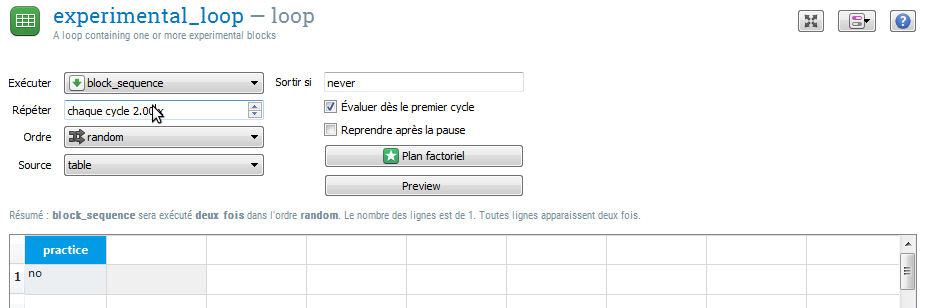 experimental_loop – loop
A loop containing one or more experimental blocks
Exécuter block_sequence Sortir si never
Répéter chaque cycle 2.00 x Évaluer dès le premier cycle
Ordre random Reprendre après la pause
Source table Plan factoriel
Preview
Résumé : block_sequence sera exécuté deux fois dans l'ordre random. Le nombre des lignes est de 1. Toutes lignes apparaissent deux fois.
practice
1 no